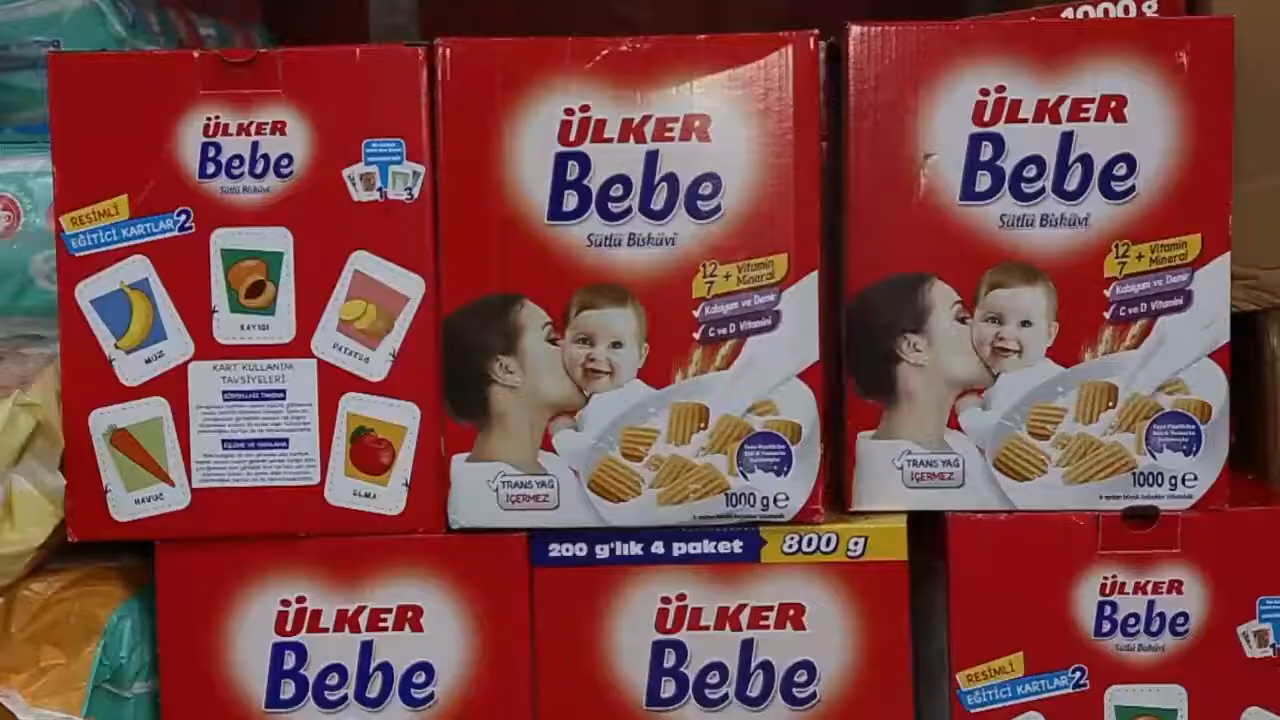 1000 g
ÜLKER
Bebe
Sütlü Bisküvi
1
3
RESİMLİ
EĞİTİCİ KARTLAR 2
MUZ
KAYISI
PATATES
KART KULLANIM
TAVSİYELERİ
HAVUÇ
ELMA
ÜLKER
Bebe
Sütlü Bisküvi
12 Vitamin
7 + Mineral
Kalsiyum ve Demir
C ve D Vitamini
TRANS YAĞ
İÇERMEZ
1000 g e
ÜLKER
Bebe
Sütlü Bisküvi
12 Vitamin
7 + Mineral
Kalsiyum ve Demir
C ve D Vitamini
TRANS YAĞ
İÇERMEZ
1000 g e
ÜLKER
Bebe
200 g'lık 4 paket 800 g
ÜLKER
Bebe
ÜLKER
Bebe
Sütlü Bisküvi
RESİMLİ
EĞİTİCİ KARTLAR 2